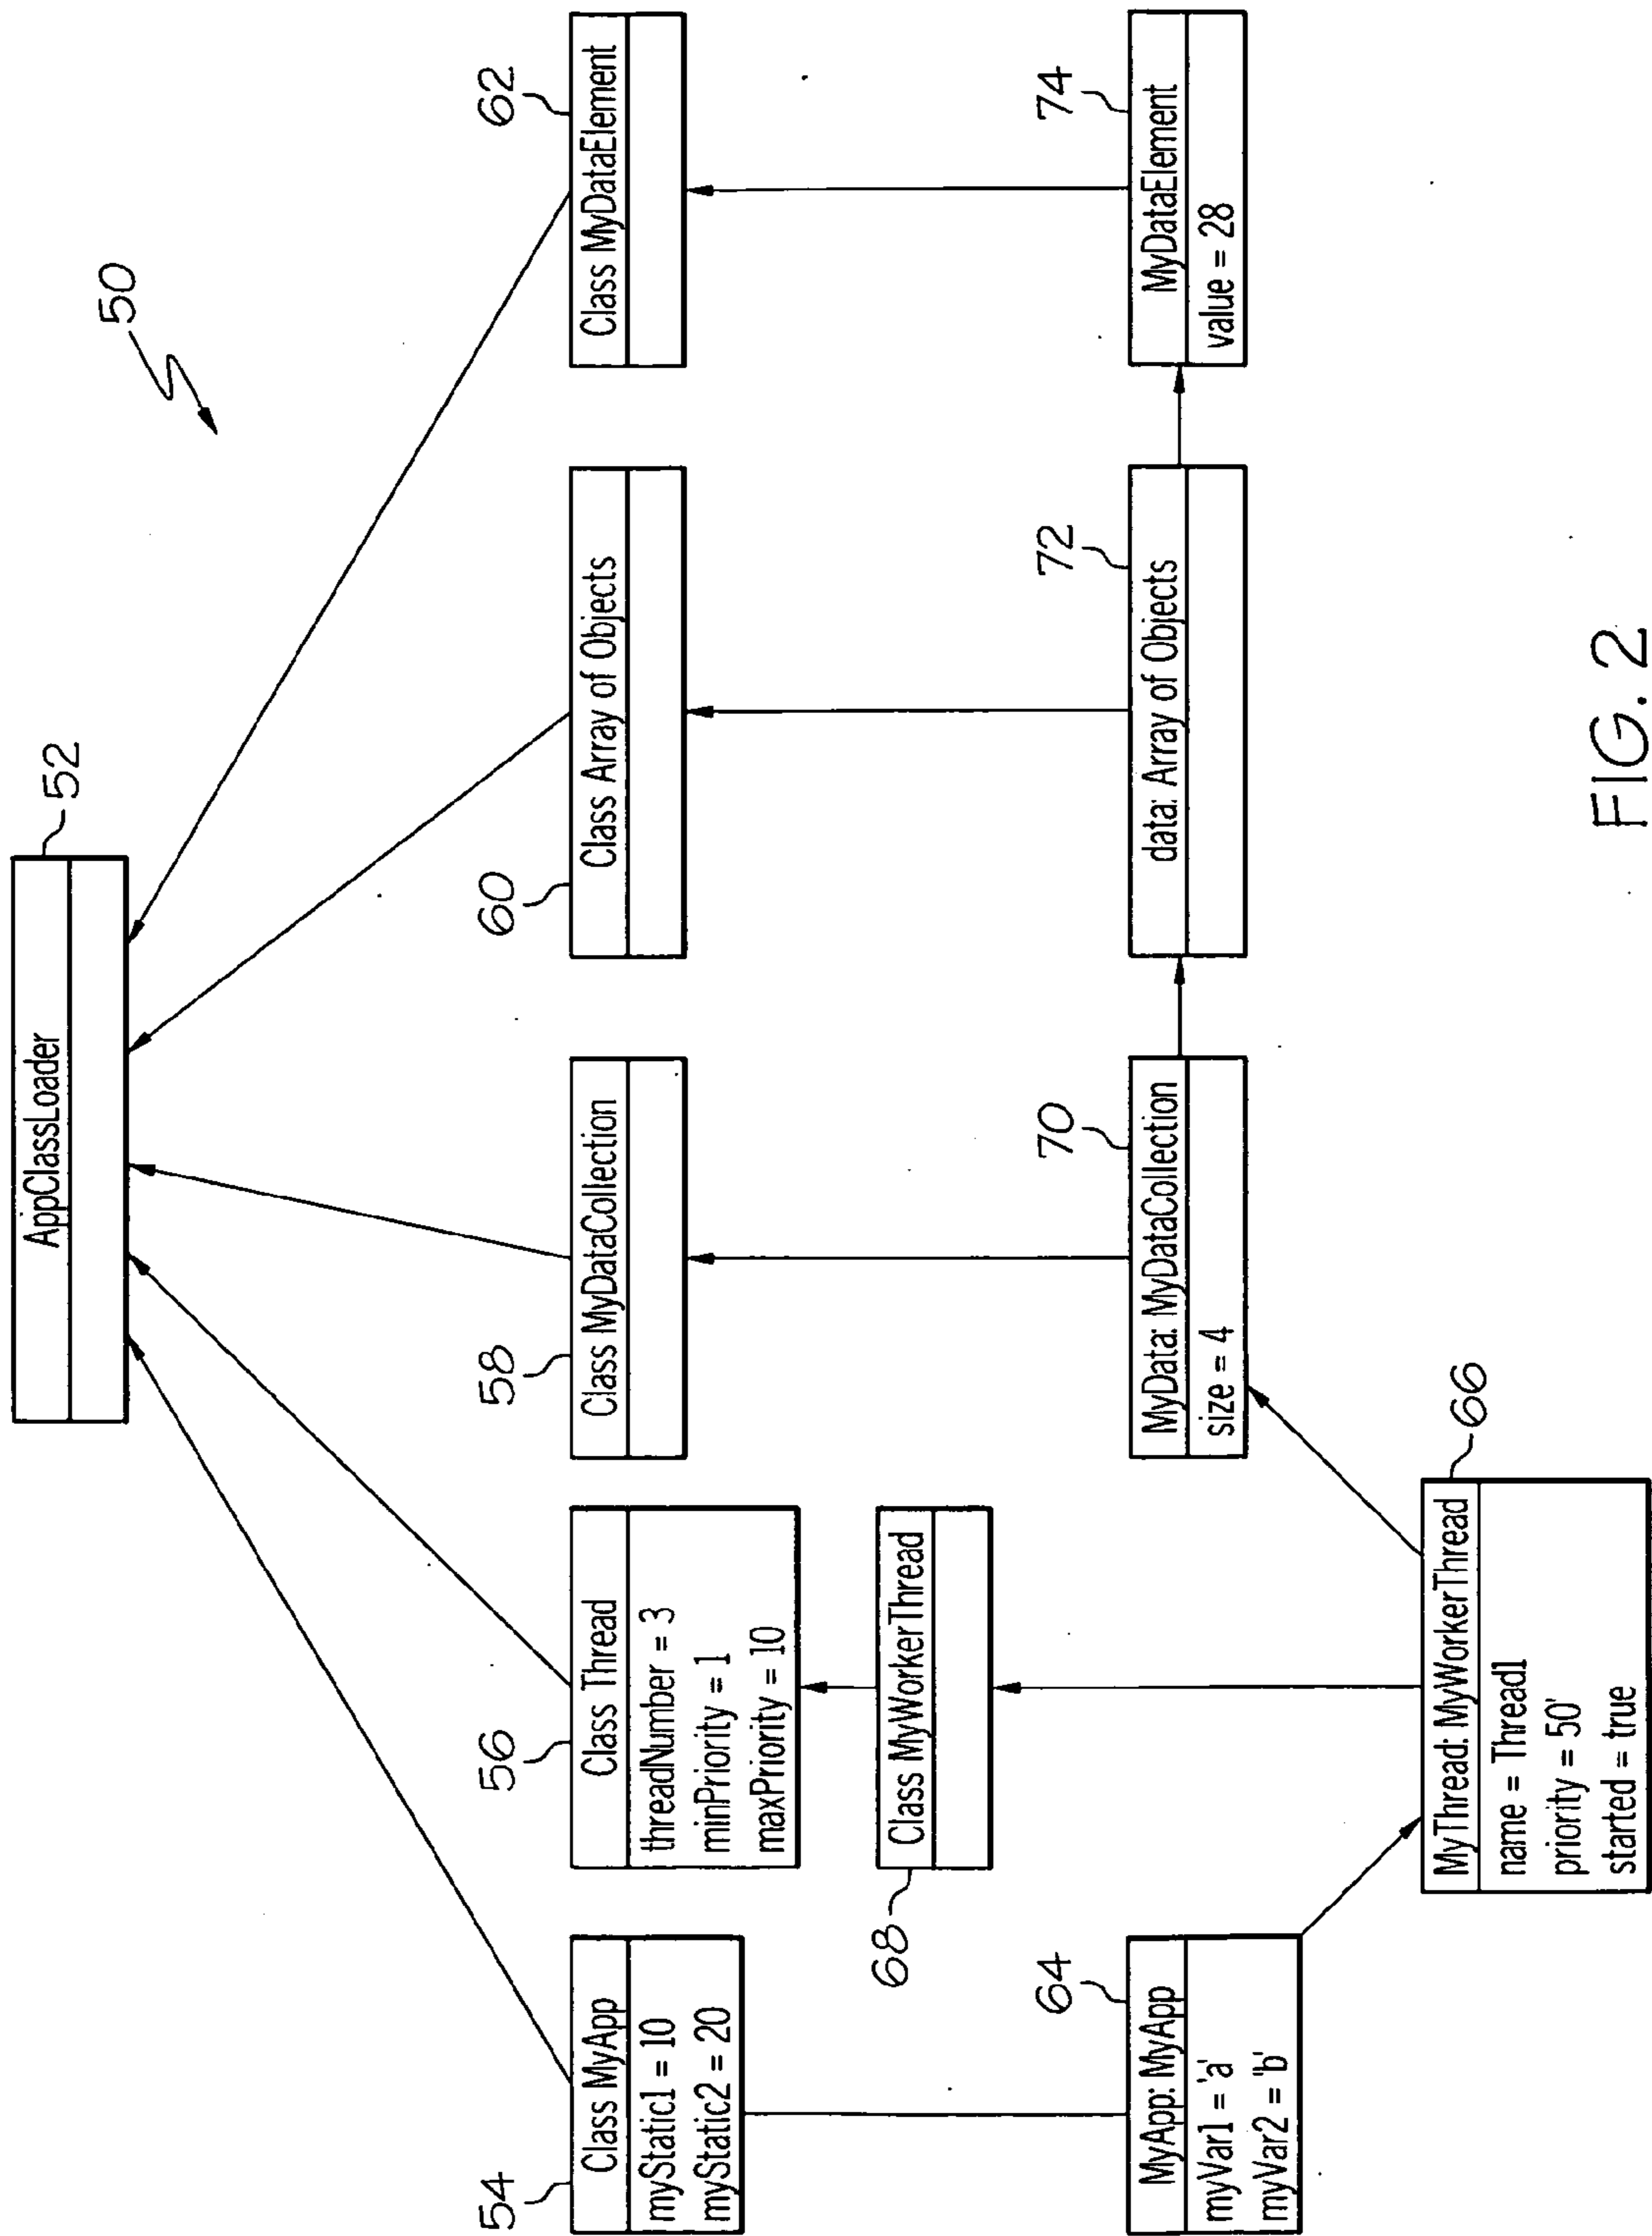 50
AppClassLoader
52
54
Class MyApp
myStatic1 = 10
myStatic2 = 20
56
Class Thread
threadNumber = 3
minPriority = 1
maxPriority = 10
58
Class MyDataCollection
60
Class Array of Objects
62
Class MyDataElement
68
Class MyWorkerThread
64
MyApp: MyApp
myVar1 = 'a'
myVar2 = "b'
70
MyData: MyDataCollection
size = 4
72
data: Array of Objects
74
MyDataElement
value = 28
66
MyThread: MyWorkerThread
name = Thread1
priority = 50'
started = true
FIG. 2